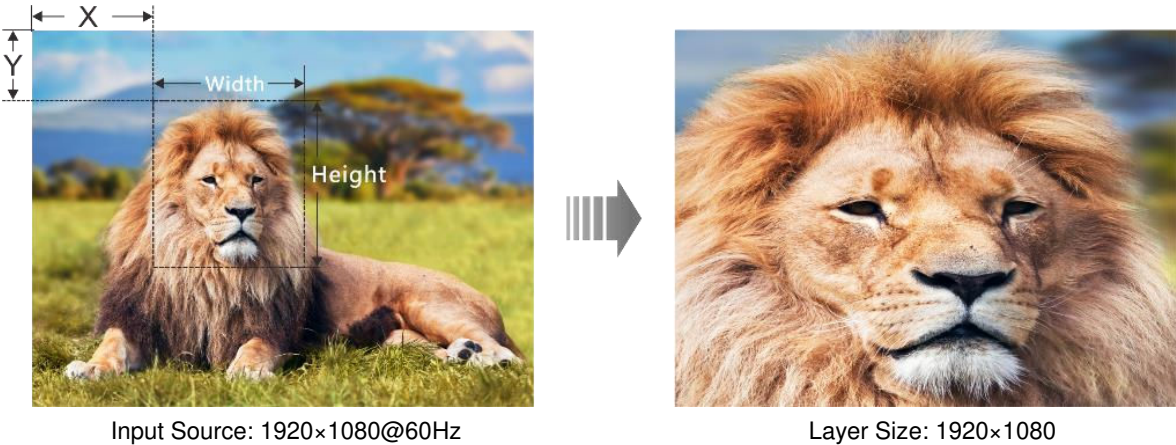 X
Y
Width
Height
Input Source: 1920×1080@60Hz
Layer Size: 1920×1080